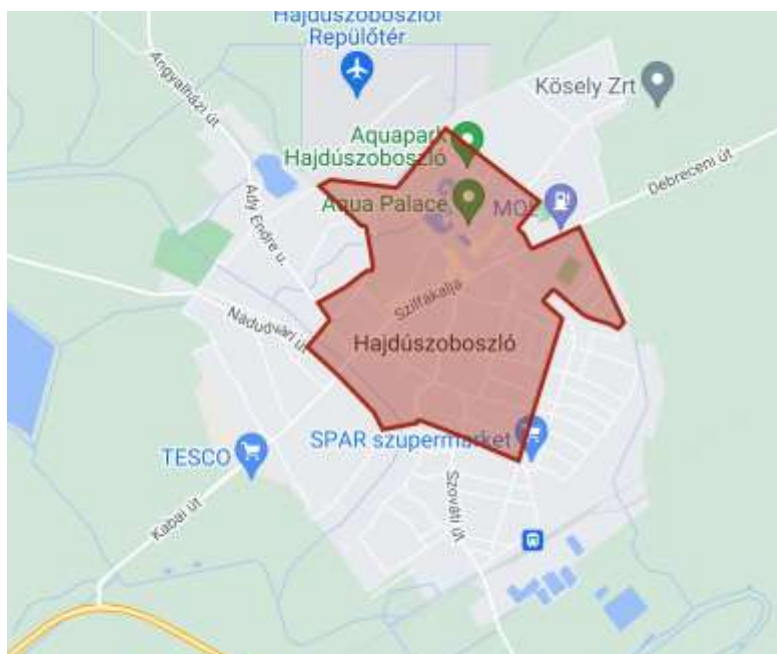 Hajdúszoboszlói
Repülőtér
Angyalházi út
Kösely Zrt
Aquapark
Hajdúszoboszló
Debreceni út
Ady Endre u.
Aqua Palace
MOL
Szilfákalja
Nádudvari út
Hajdúszoboszló
SPAR szupermarket
TESCO
Szováti út
Kabai út